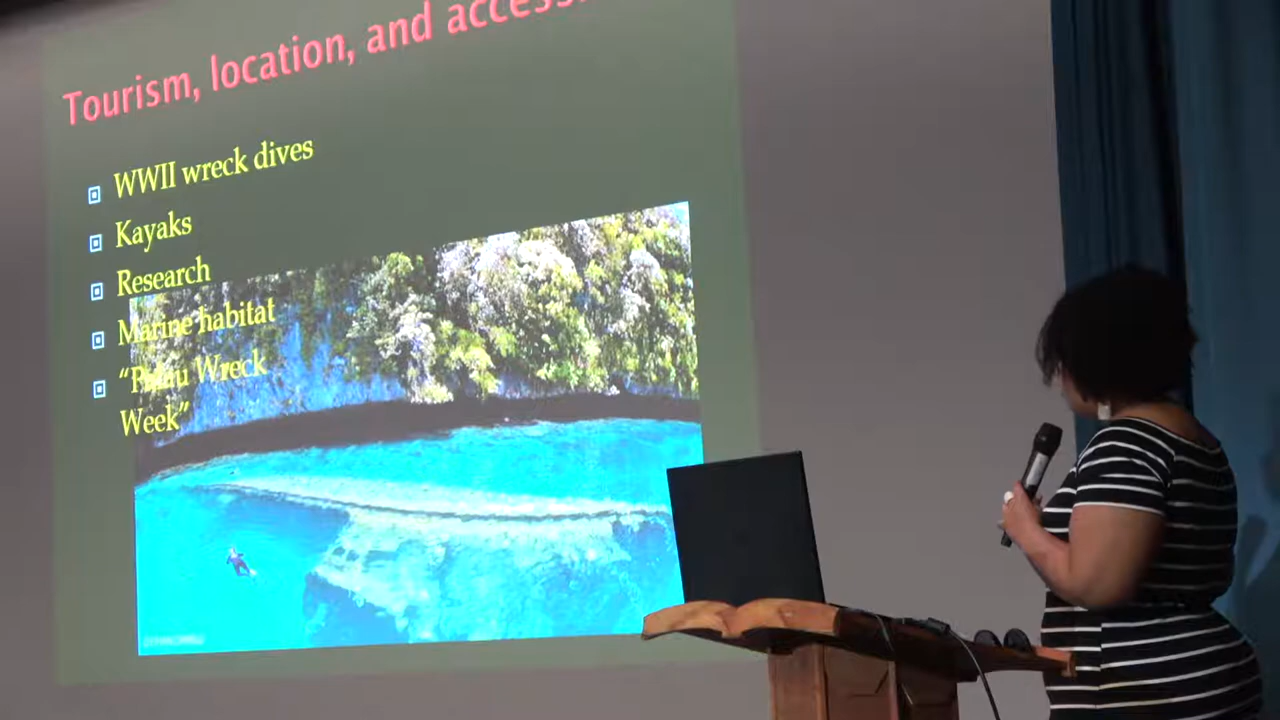 Tourism, location, and access
WWII wreck dives
Kayaks
Research
Marine habitat
“Palau Wreck
Week”